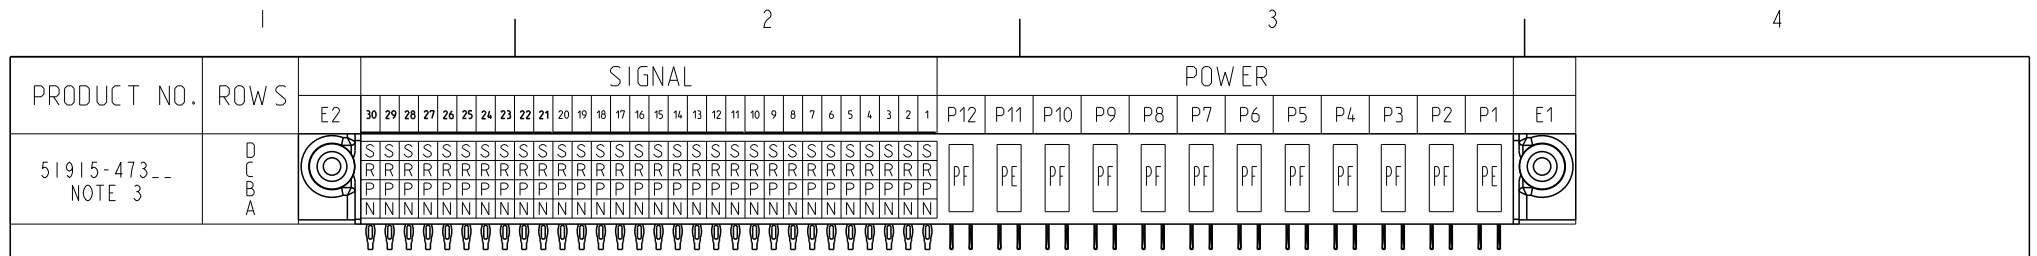 1 2 3 4
PRODUCT NO. ROWS SIGNAL POWER
E2 30 29 28 27 26 25 24 23 22 21 20 19 18 17 16 15 14 13 12 11 10 9 8 7 6 5 4 3 2 1 P12 P11 P10 P9 P8 P7 P6 P5 P4 P3 P2 P1 E1
51915-473__
NOTE 3
D S S S S S S S S S S S S S S S S S S S S S S S S S S S S S S
C R R R R R R R R R R R R R R R R R R R R R R R R R R R R R R
B P P P P P P P P P P P P P P P P P P P P P P P P P P P P P P
A N N N N N N N N N N N N N N N N N N N N N N N N N N N N N N
PF PE PF PF PF PF PF PF PF PF PF PE